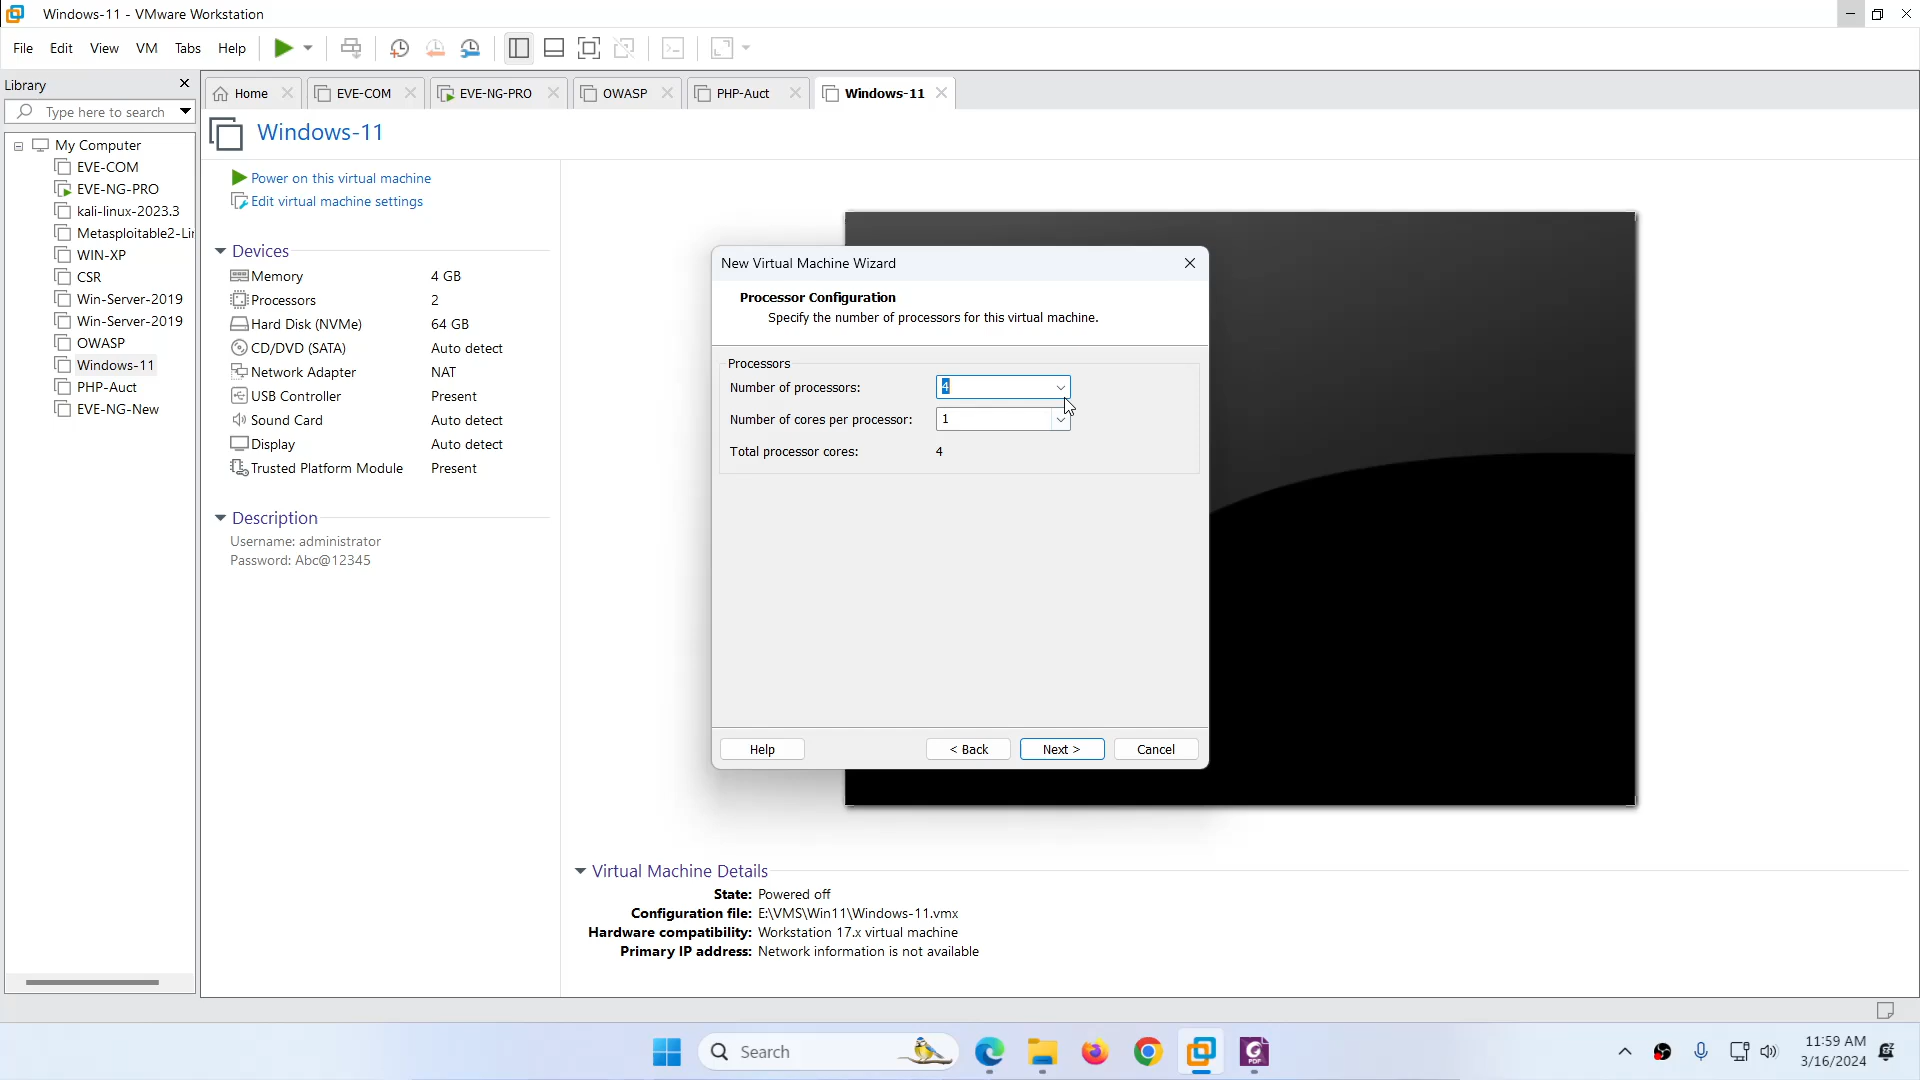 Windows-11 - VMware Workstation
File Edit View VM Tabs Help
Library
Type here to search
My Computer
EVE-COM
EVE-NG-PRO
kali-linux-2023.3
Metasploitable2-Lin
WIN-XP
CSR
Win-Server-2019
Win-Server-2019
OWASP
Windows-11
PHP-Auct
EVE-NG-New
Home EVE-COM EVE-NG-PRO OWASP PHP-Auct Windows-11
Windows-11
Power on this virtual machine
Edit virtual machine settings
Devices
Memory 4 GB
Processors 2
Hard Disk (NVMe) 64 GB
CD/DVD (SATA) Auto detect
Network Adapter NAT
USB Controller Present
Sound Card Auto detect
Display Auto detect
Trusted Platform Module Present
Description
Username: administrator
Password: Abc@12345
New Virtual Machine Wizard
Processor Configuration
Specify the number of processors for this virtual machine.
Processors
Number of processors: 4
Number of cores per processor: 1
Total processor cores: 4
Help < Back Next > Cancel
Virtual Machine Details
State: Powered off
Configuration file: E:\VMS\Win11\Windows-11.vmx
Hardware compatibility: Workstation 17.x virtual machine
Primary IP address: Network information is not available
Search
PDF
11:59 AM
3/16/2024